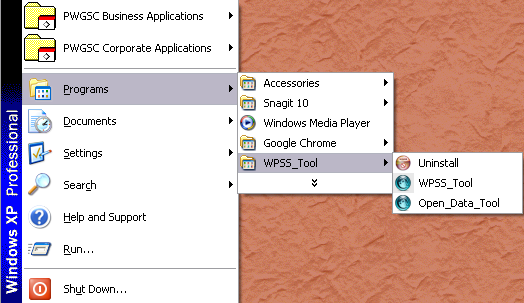 PWGSC Business Applications
PWGSC Corporate Applications
Programs
Documents
Settings
Search
Help and Support
Run...
Shut Down...
Windows XP Professional
Accessories
Snagit 10
Windows Media Player
Google Chrome
WPSS_Tool
Uninstall
WPSS_Tool
Open_Data_Tool